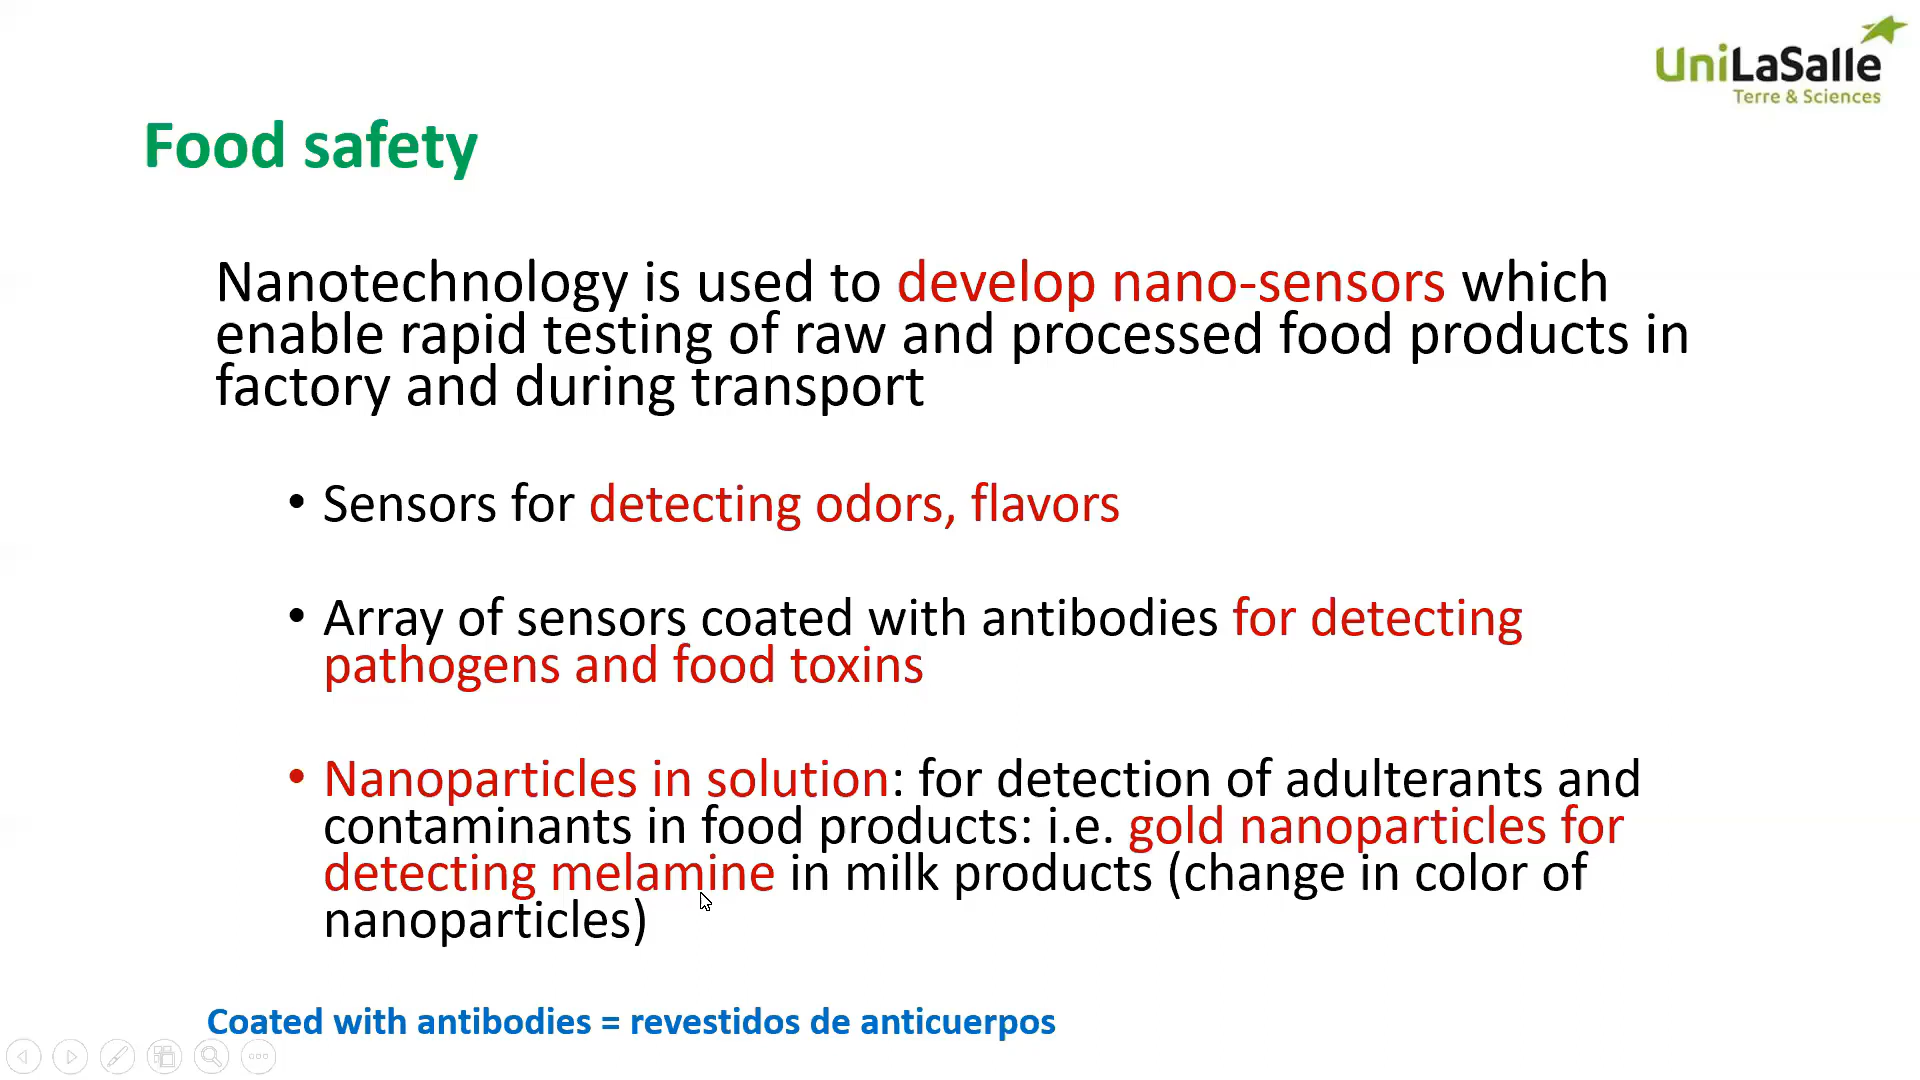 UniLaSalle
Terre & Sciences
Food safety
Nanotechnology is used to develop nano-sensors which
enable rapid testing of raw and processed food products in
factory and during transport
• Sensors for detecting odors, flavors
• Array of sensors coated with antibodies for detecting
pathogens and food toxins
• Nanoparticles in solution: for detection of adulterants and
contaminants in food products: i.e. gold nanoparticles for
detecting melamine in milk products (change in color of
nanoparticles)
Coated with antibodies = revestidos de anticuerpos